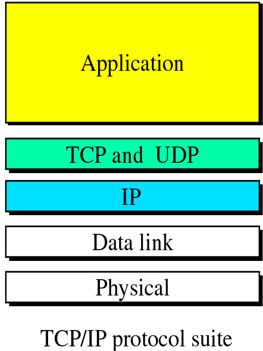 Application
TCP and UDP
IP
Data link
Physical
TCP/IP protocol suite